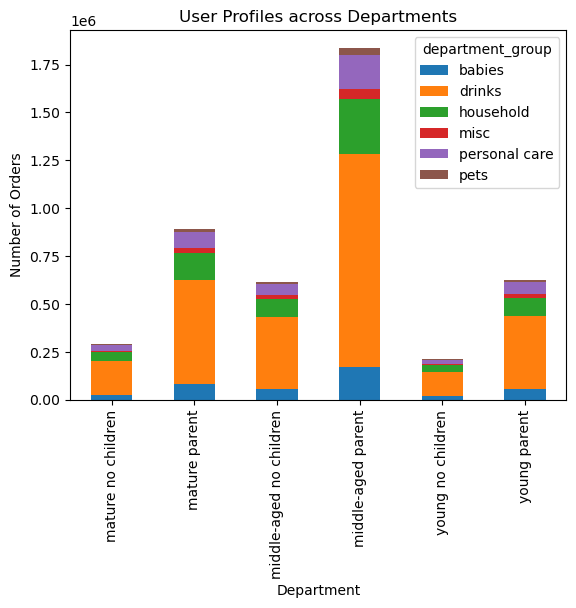 User Profiles across Departments
1e6
Number of Orders
1.75
1.50
1.25
1.00
0.75
0.50
0.25
0.00
department_group
babies
drinks
household
misc
personal care
pets
mature no children
mature parent
middle-aged no children
middle-aged parent
young no children
young parent
Department